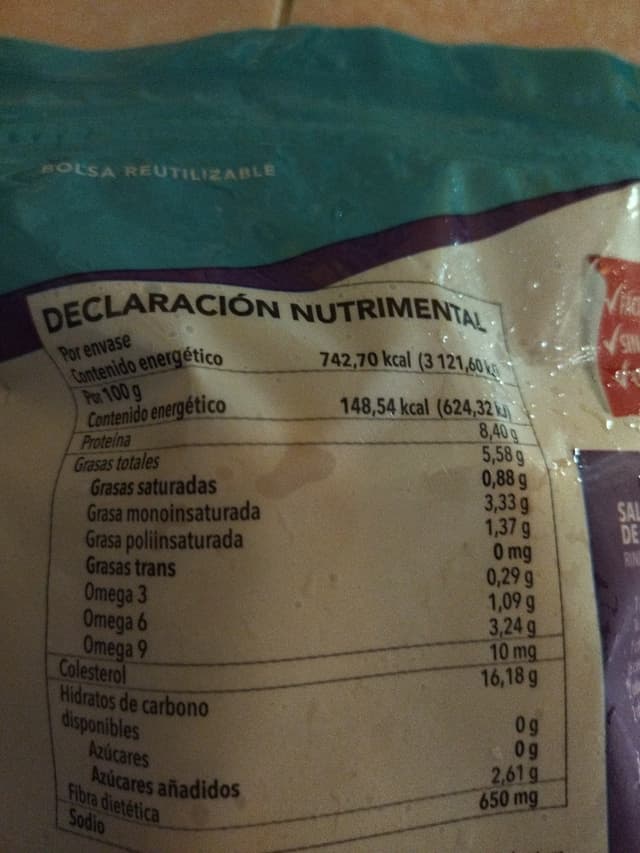 BOLSA REUTILIZABLE
DECLARACIÓN NUTRIMENTAL
Por envase
Contenido energético 742,70 kcal (3 121,60 kJ)
Por 100 g
Contenido energético 148,54 kcal (624,32 kJ)
Proteína 8,40 g
Grasas totales 5,58 g
Grasas saturadas 0,88 g
Grasa monoinsaturada 3,33 g
Grasa poliinsaturada 1,37 g
Grasas trans 0 mg
Omega 3 0,29 g
Omega 6 1,09 g
Omega 9 3,24 g
Colesterol 10 mg
Hidratos de carbono 16,18 g
disponibles
Azúcares 0 g
Azúcares añadidos 0 g
Fibra dietética 2,61 g
Sodio 650 mg
SAL
DE